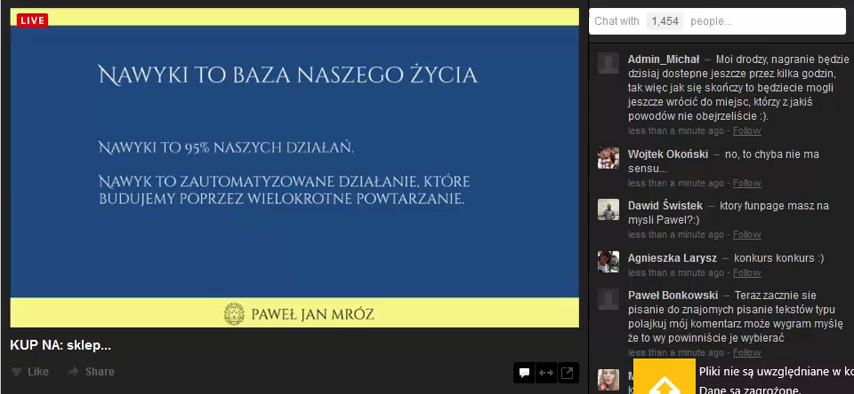 LIVE
Nawyki to baza naszego życia
Nawyki to 95% naszych działań.
Nawyk to zautomatyzowane działanie, które
budujemy poprzez wielokrotne powtarzanie.
PAWEŁ JAN MRÓZ
KUP NA: sklep...
Like Share
Chat with 1,454 people...
Admin_Michał – Moi drodzy, nagranie będzie
dzisiaj dostepne jeszcze przez kilka godzin,
tak więc jak się skończy to będziecie mogli
jeszcze wrócić do miejsc, którzy z jakiś
powodów nie obejrzeliście :).
less than a minute ago · Follow
Wojtek Okoński – no, to chyba nie ma
sensu...
less than a minute ago · Follow
Dawid Świstek – ktory funpage masz na
mysli Pawel?:)
less than a minute ago · Follow
Agnieszka Larysz – konkurs konkurs :)
less than a minute ago · Follow
Paweł Bonkowski – Teraz zacznie sie
pisanie do znajomych pisanie tekstów typu
polajkuj mój komentarz może wygram myślę
że to wy powinniście je wybierać
less than a minute ago · Follow
Pliki nie są uwzględniane w ko
Dane są zagrożone.